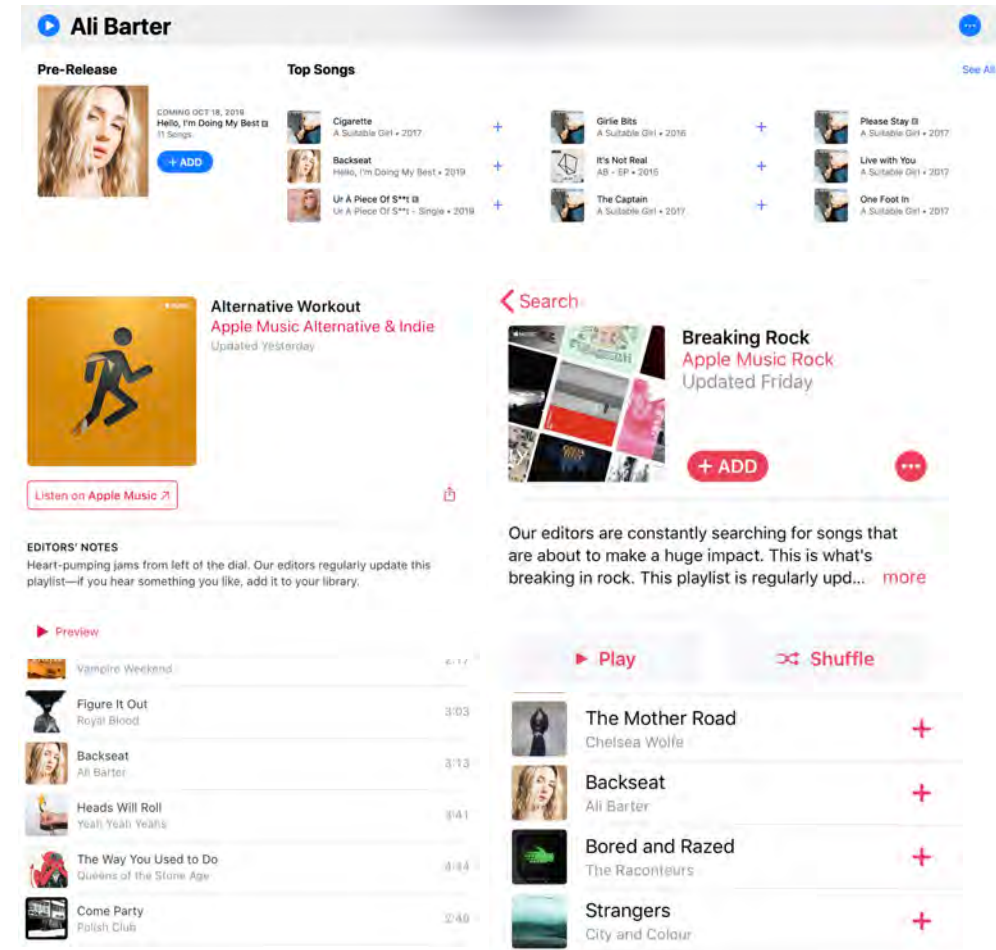 Ali Barter
Pre-Release
Top Songs
See All
COMING OCT 18, 2019
Hello, I'm Doing My Best E
11 Songs
+ ADD
Cigarette
A Suitable Girl • 2017
Backseat
Hello, I'm Doing My Best • 2019
Ur A Piece Of S**t E
Ur A Piece Of S**t - Single • 2019
Girlie Bits
A Suitable Girl • 2016
It's Not Real
AB - EP • 2015
The Captain
A Suitable Girl • 2017
Please Stay E
A Suitable Girl • 2017
Live with You
A Suitable Girl • 2017
One Foot In
A Suitable Girl • 2017
MUSIC
Alternative Workout
Apple Music Alternative & Indie
Updated Yesterday
Listen on Apple Music ↗
EDITORS' NOTES
Heart-pumping jams from left of the dial. Our editors regularly update this
playlist—if you hear something you like, add it to your library.
Preview
Vampire Weekend
2:17
Figure It Out
Royal Blood
3:03
Backseat
Ali Barter
3:13
Heads Will Roll
Yeah Yeah Yeahs
3:41
The Way You Used to Do
Queens of the Stone Age
4:44
Come Party
Polish Club
2:40
Search
MUSIC
Breaking Rock
Apple Music Rock
Updated Friday
+ ADD
Our editors are constantly searching for songs that
are about to make a huge impact. This is what's
breaking in rock. This playlist is regularly upd... more
Play
Shuffle
The Mother Road
Chelsea Wolfe
Backseat
Ali Barter
Bored and Razed
The Raconteurs
Strangers
City and Colour